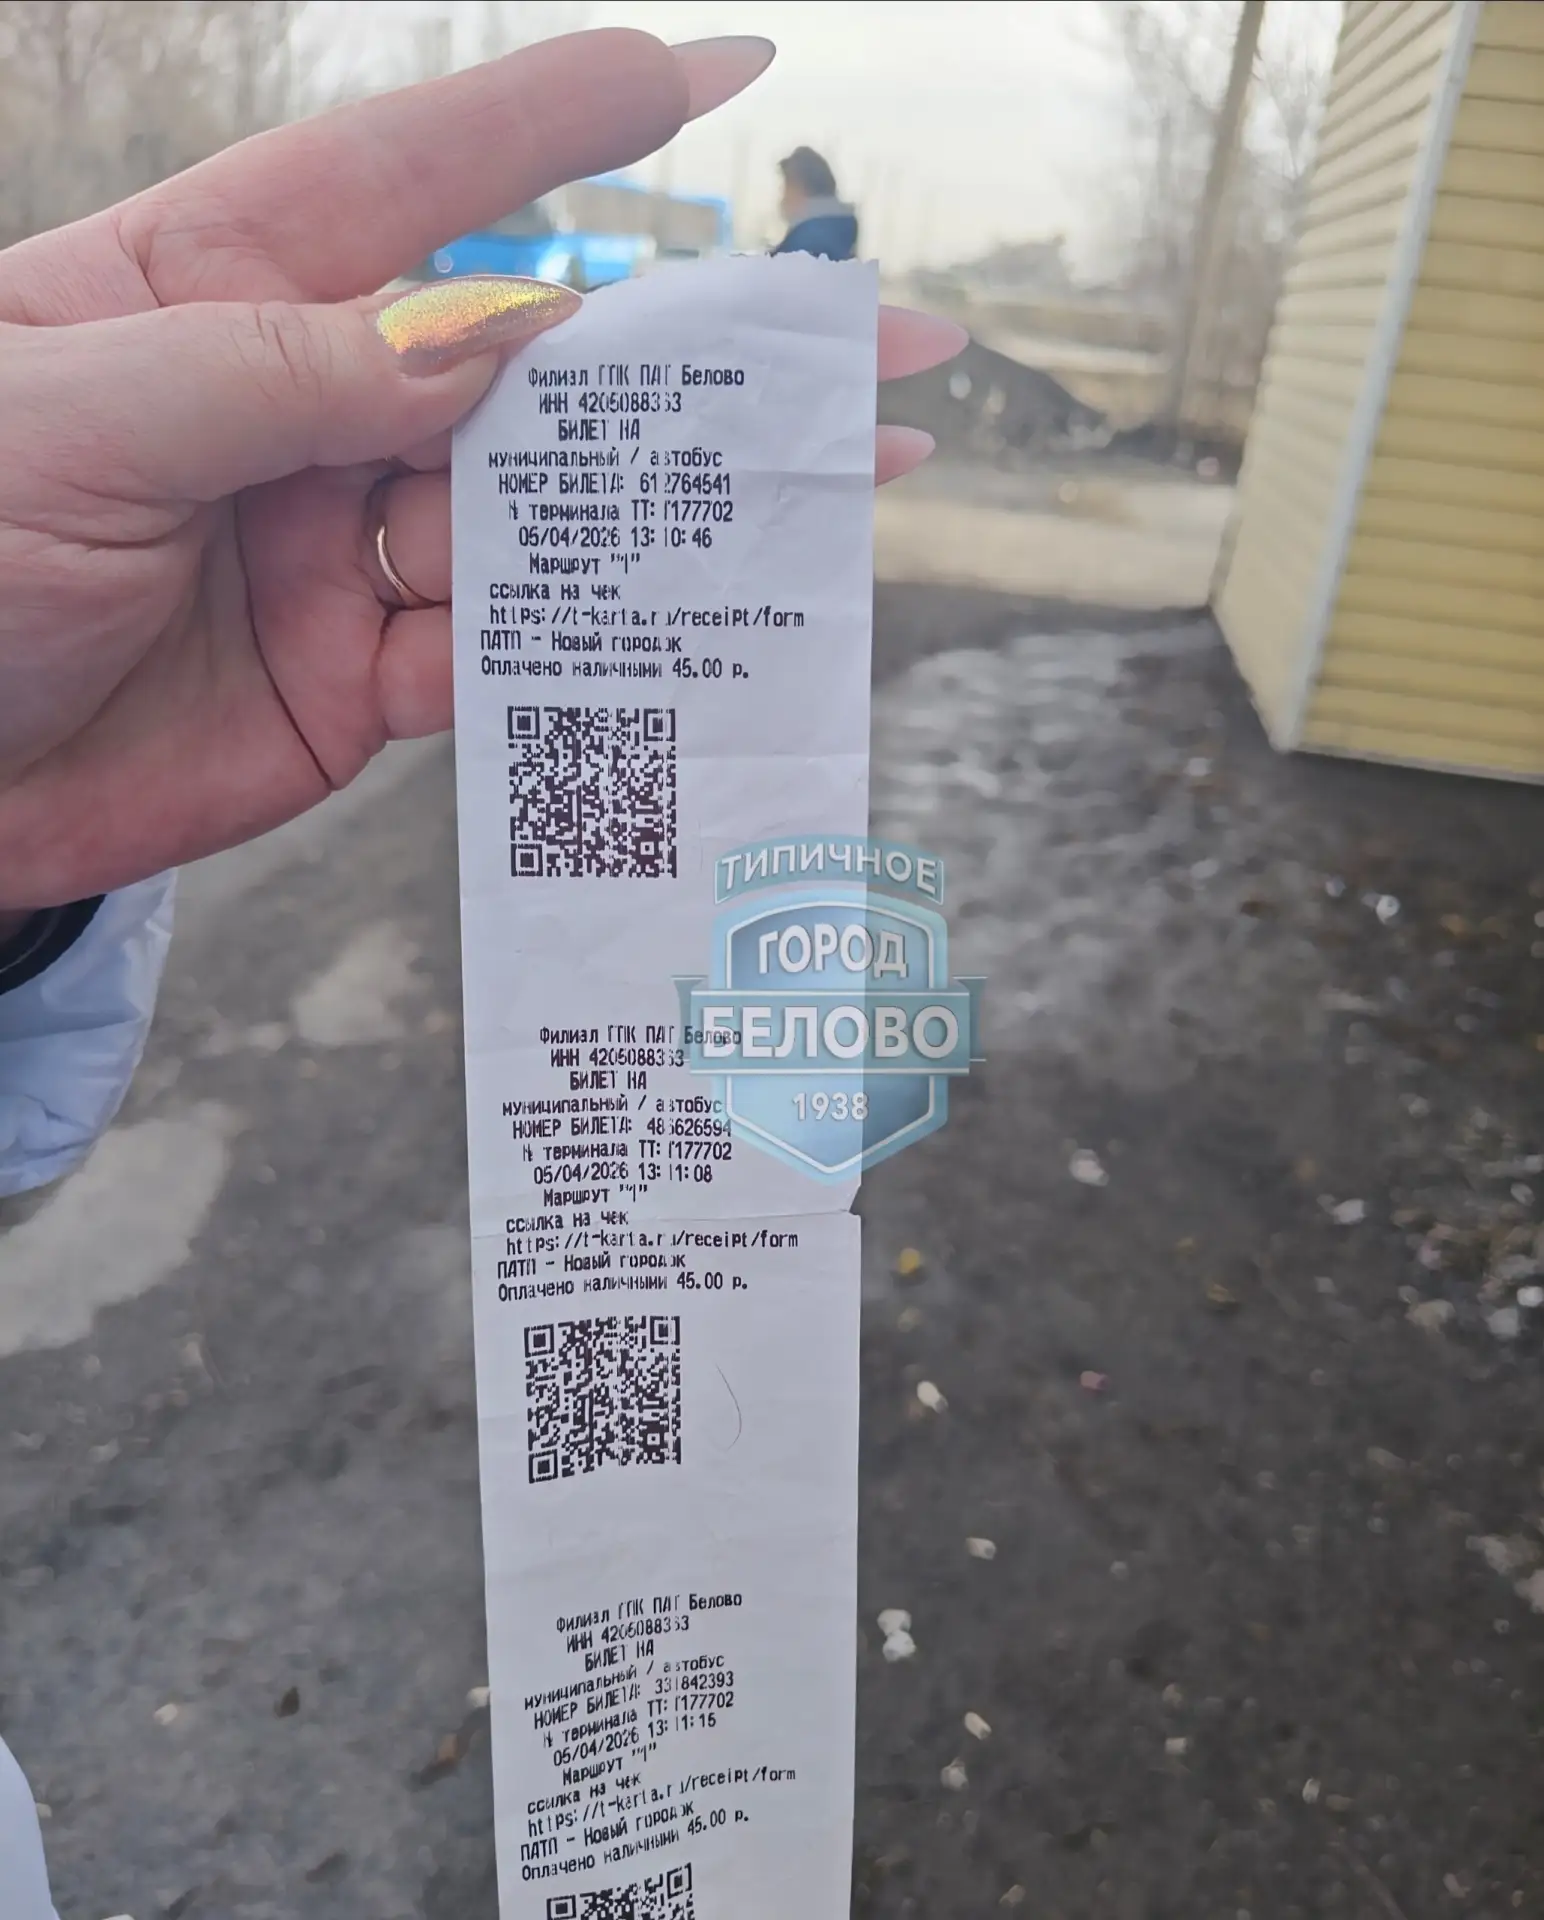 Филиал ГПК ПАТ Белово
ИНН 4205088363
БИЛЕТ НА
муниципальный / автобус
НОМЕР БИЛЕТА: 612764541
№ терминала ТТ: Г177702
05/04/2026 13:10:46
Маршрут "1"
ссылка на чек
https://t-karta.ru/receipt/form
ПАТП - Новый городок
Оплачено наличными 45.00 р.
Филиал ГПК ПАТ Белово
ИНН 4205088363
БИЛЕТ НА
муниципальный / автобус
НОМЕР БИЛЕТА: 486626594
№ терминала ТТ: Г177702
05/04/2026 13:11:08
Маршрут "1"
ссылка на чек
https://t-karta.ru/receipt/form
ПАТП - Новый городок
Оплачено наличными 45.00 р.
Филиал ГПК ПАТ Белово
ИНН 4205088363
БИЛЕТ НА
муниципальный / автобус
НОМЕР БИЛЕТА: 331842393
№ терминала ТТ: Г177702
05/04/2026 13:11:15
Маршрут "1"
ссылка на чек
https://t-karta.ru/receipt/form
ПАТП - Новый городок
Оплачено наличными 45.00 р.
ТИПИЧНОЕ
ГОРОД
БЕЛОВО
1938